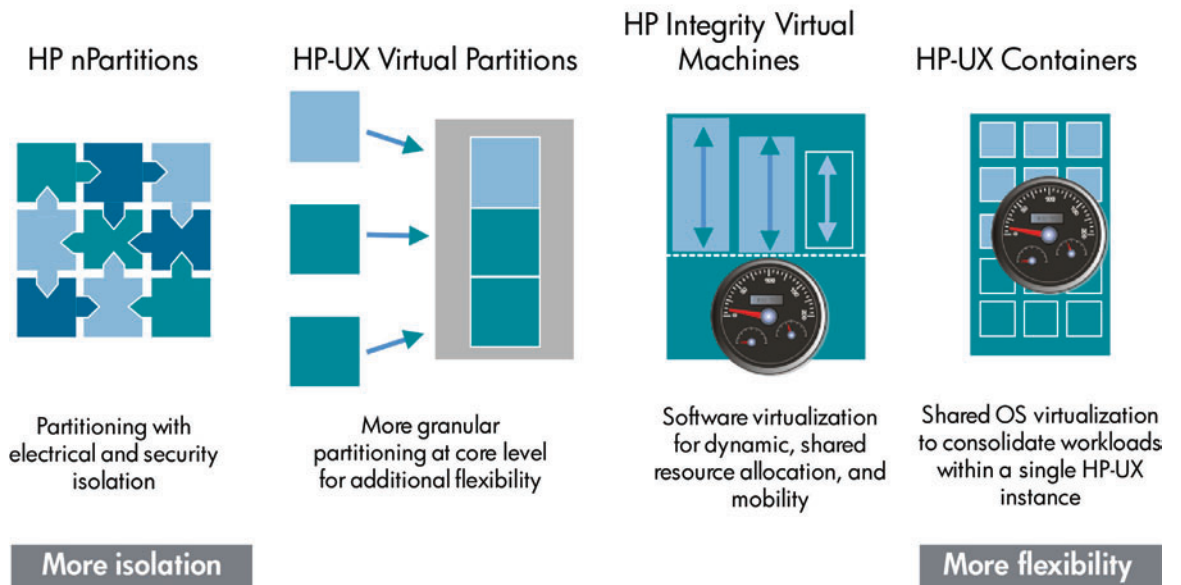 HP nPartitions
HP-UX Virtual Partitions
HP Integrity Virtual
Machines
HP-UX Containers
Partitioning with
electrical and security
isolation
More granular
partitioning at core level
for additional flexibility
Software virtualization
for dynamic, shared
resource allocation, and
mobility
Shared OS virtualization
to consolidate workloads
within a single HP-UX
instance
More isolation
More flexibility